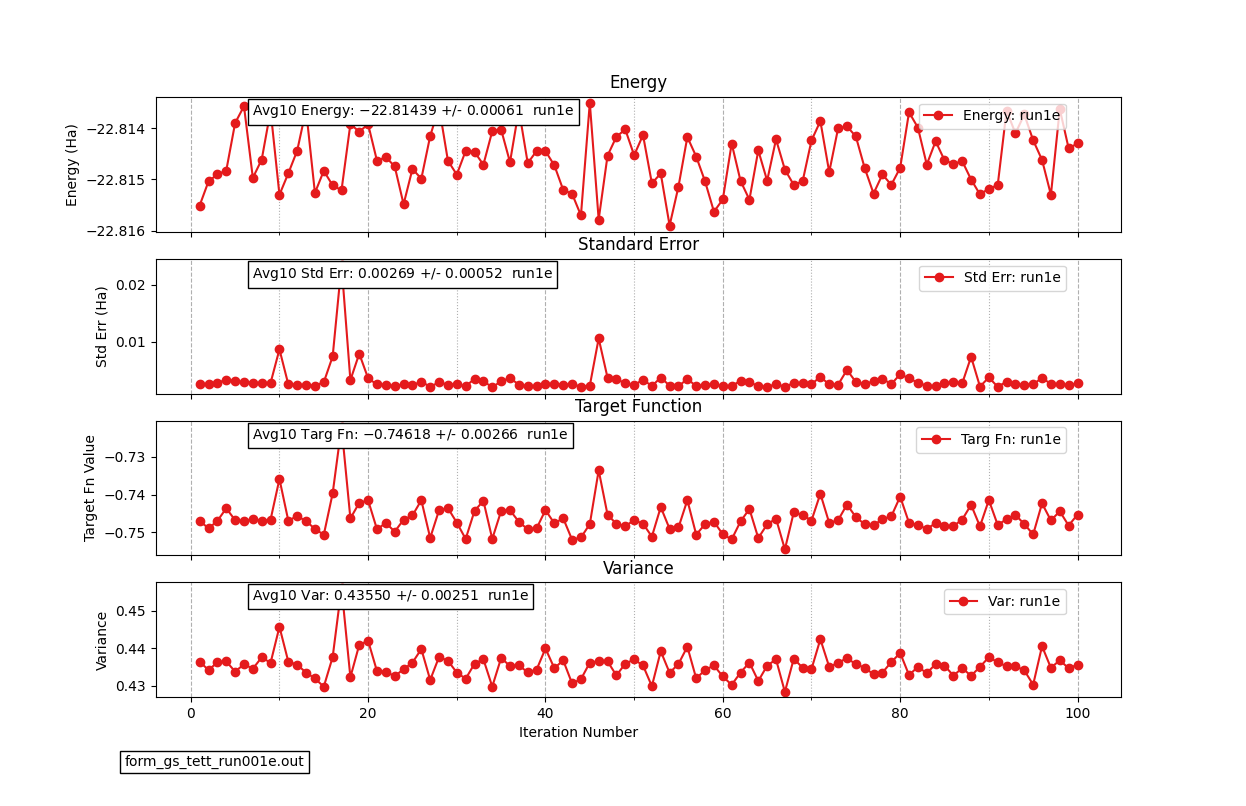 Energy
Avg10 Energy: −22.81439 +/- 0.00061  run1e
Energy: run1e
−22.814
−22.815
−22.816
Energy (Ha)
Standard Error
Avg10 Std Err: 0.00269 +/- 0.00052  run1e
Std Err: run1e
0.02
0.01
Std Err (Ha)
Target Function
Avg10 Targ Fn: −0.74618 +/- 0.00266  run1e
Targ Fn: run1e
−0.73
−0.74
−0.75
Target Fn Value
Variance
Avg10 Var: 0.43550 +/- 0.00251  run1e
Var: run1e
0.45
0.44
0.43
Variance
0 20 40 60 80 100
Iteration Number
form_gs_tett_run001e.out